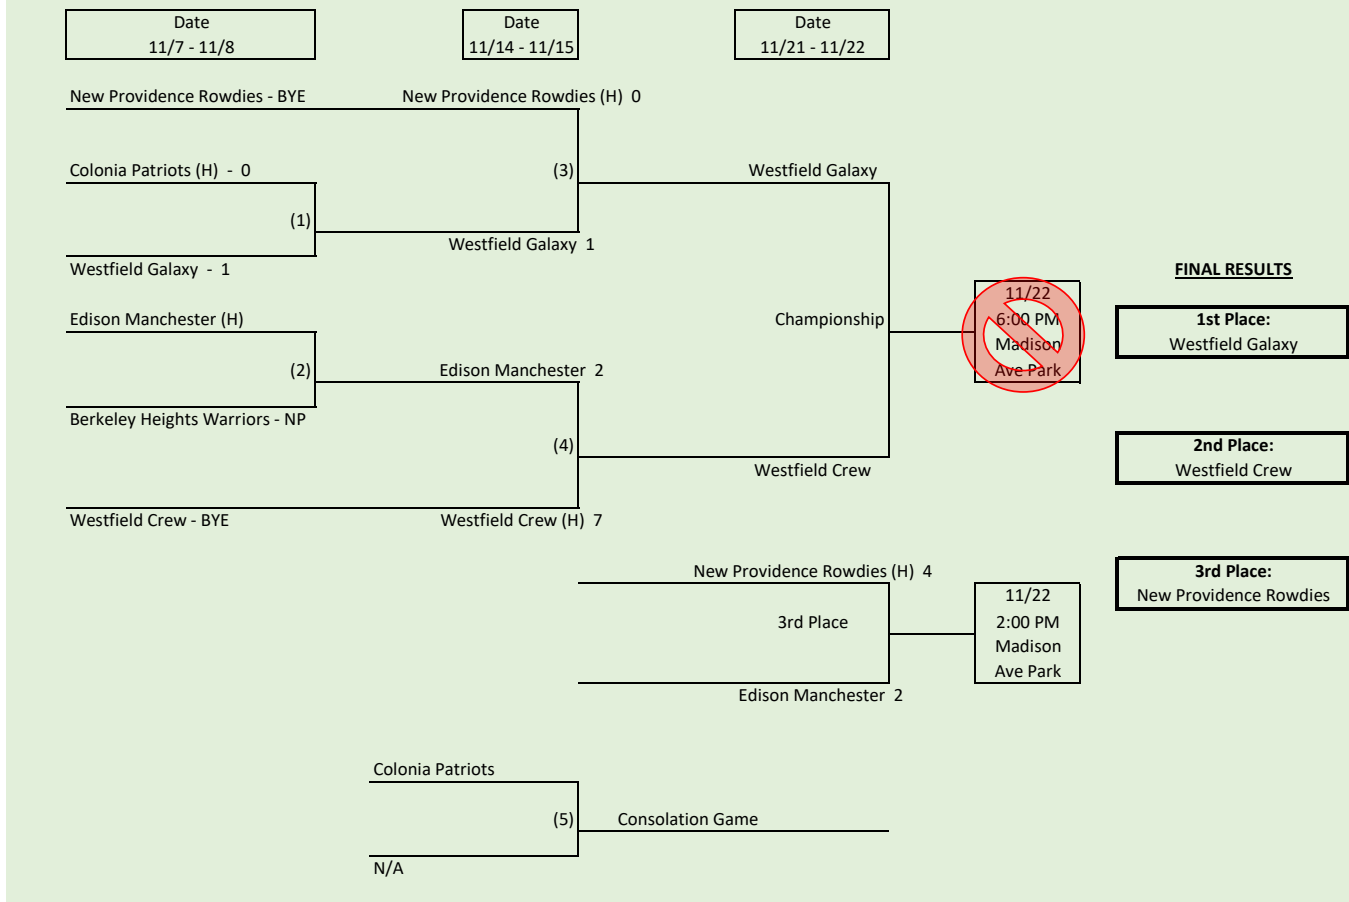 Date
11/7 - 11/8
Date
11/14 - 11/15
Date
11/21 - 11/22
New Providence Rowdies - BYE
New Providence Rowdies (H)  0
Colonia Patriots (H)  -  0
(3)
Westfield Galaxy
(1)
Westfield Galaxy  1
Westfield Galaxy  -  1
FINAL RESULTS
11/22
6:00 PM
Madison
Ave Park
Edison Manchester (H)
Championship
1st Place:
Westfield Galaxy
(2)
Edison Manchester  2
Berkeley Heights Warriors - NP
(4)
2nd Place:
Westfield Crew
Westfield Crew
Westfield Crew - BYE
Westfield Crew (H)  7
New Providence Rowdies (H)  4
3rd Place:
New Providence Rowdies
11/22
2:00 PM
Madison
Ave Park
3rd Place
Edison Manchester  2
Colonia Patriots
(5)
Consolation Game
N/A